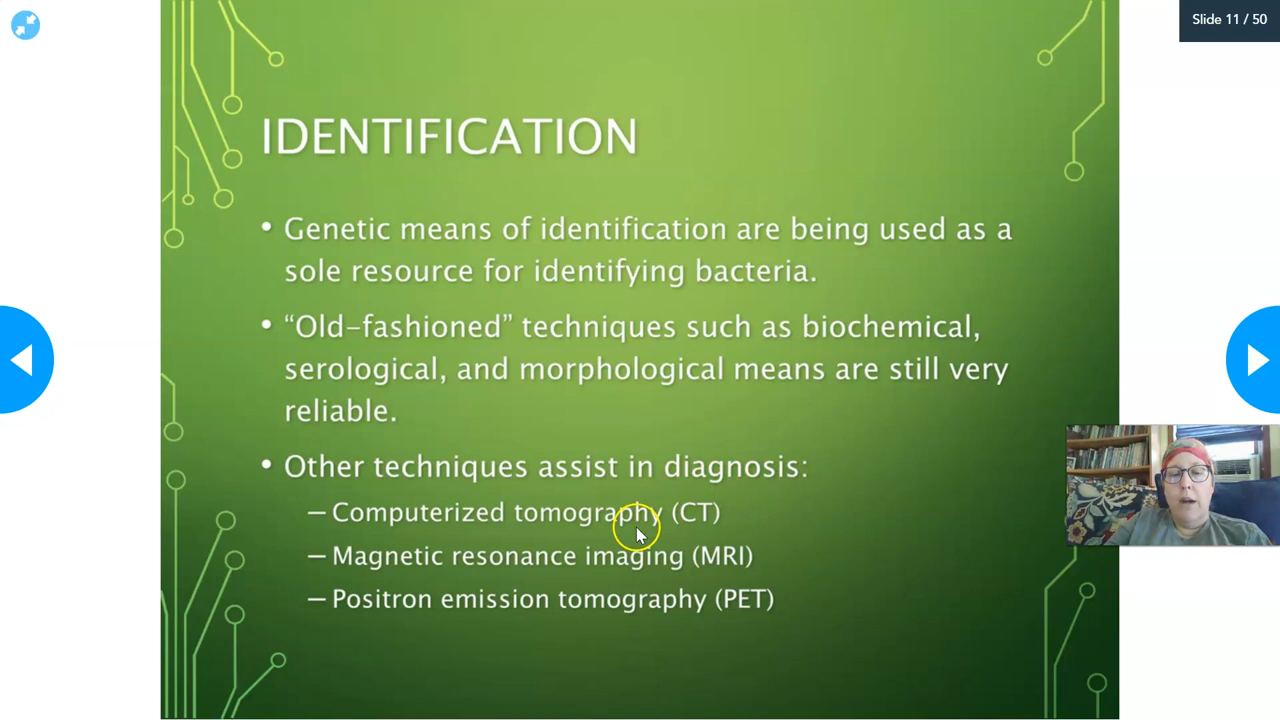 Slide 11 / 50
IDENTIFICATION
• Genetic means of identification are being used as a
sole resource for identifying bacteria.
• “Old-fashioned” techniques such as biochemical,
serological, and morphological means are still very
reliable.
• Other techniques assist in diagnosis:
– Computerized tomography (CT)
– Magnetic resonance imaging (MRI)
– Positron emission tomography (PET)